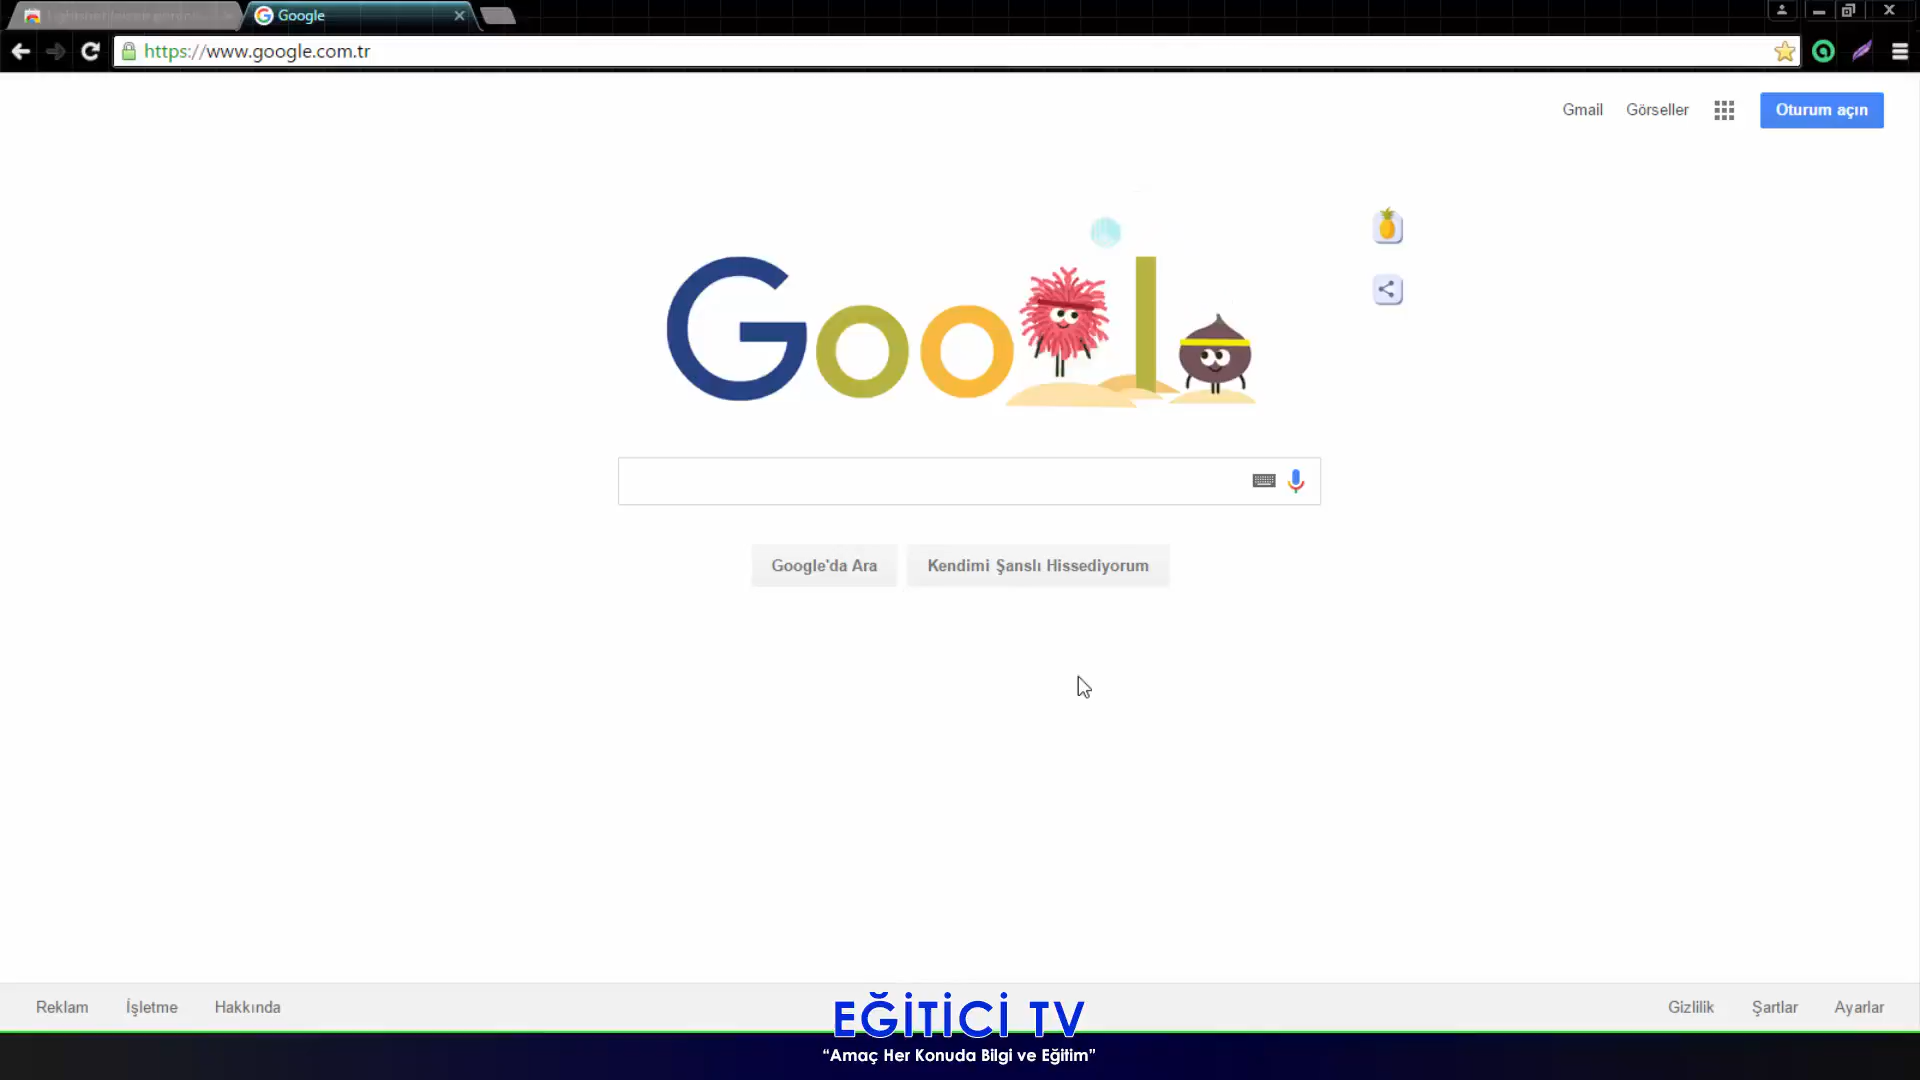 Google
https://www.google.com.tr
Gmail
Görseller
Oturum açın
Goo l
Google'da Ara
Kendimi Şanslı Hissediyorum
Reklam
İşletme
Hakkında
Gizlilik
Şartlar
Ayarlar
EĞİTİCİ TV
“Amaç Her Konuda Bilgi ve Eğitim”